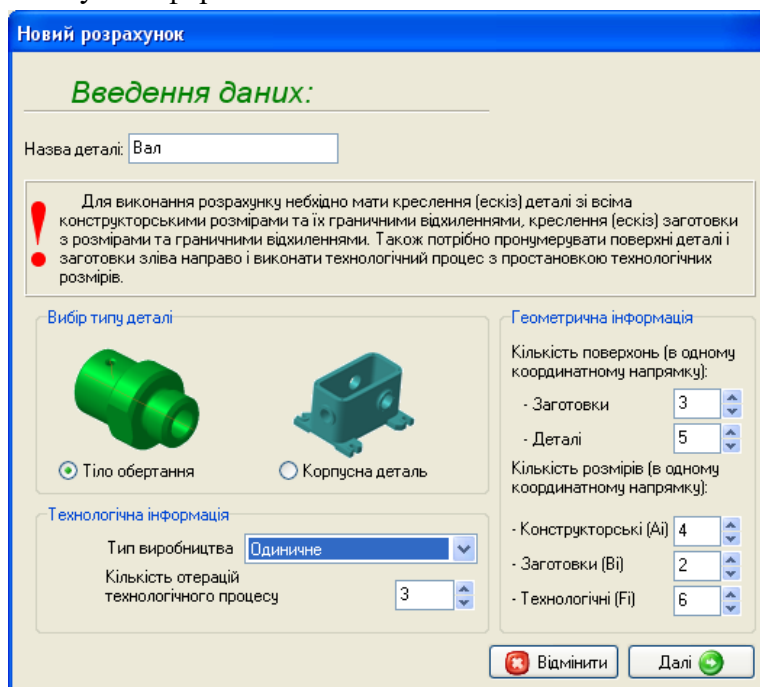 Новий розрахунок
Введення даних:
Назва деталі: Вал
Для виконання розрахунку небхідно мати креслення (ескіз) деталі зі всіма
конструкторськими розмірами та їх граничними відхиленнями, креслення (ескіз) заготовки
з розмірами та граничними відхиленнями. Також потрібно пронумерувати поверхні деталі і
заготовки зліва направо і виконати технологічний процес з простановкою технологічних
розмірів.
Вибір типу деталі
Тіло обертання
Корпусна деталь
Технологічна інформація
Тип виробництва Одиничне
Кількість отерацій
технологічного процесу 3
Геометрична інформація
Кількість поверхонь (в одному
координатному напрямку):
- Заготовки 3
- Деталі 5
Кількість розмірів (в одному
координатному напрямку):
- Конструкторські (Аі) 4
- Заготовки (Ві) 2
- Технологічні (Fi) 6
Відмінити
Далі